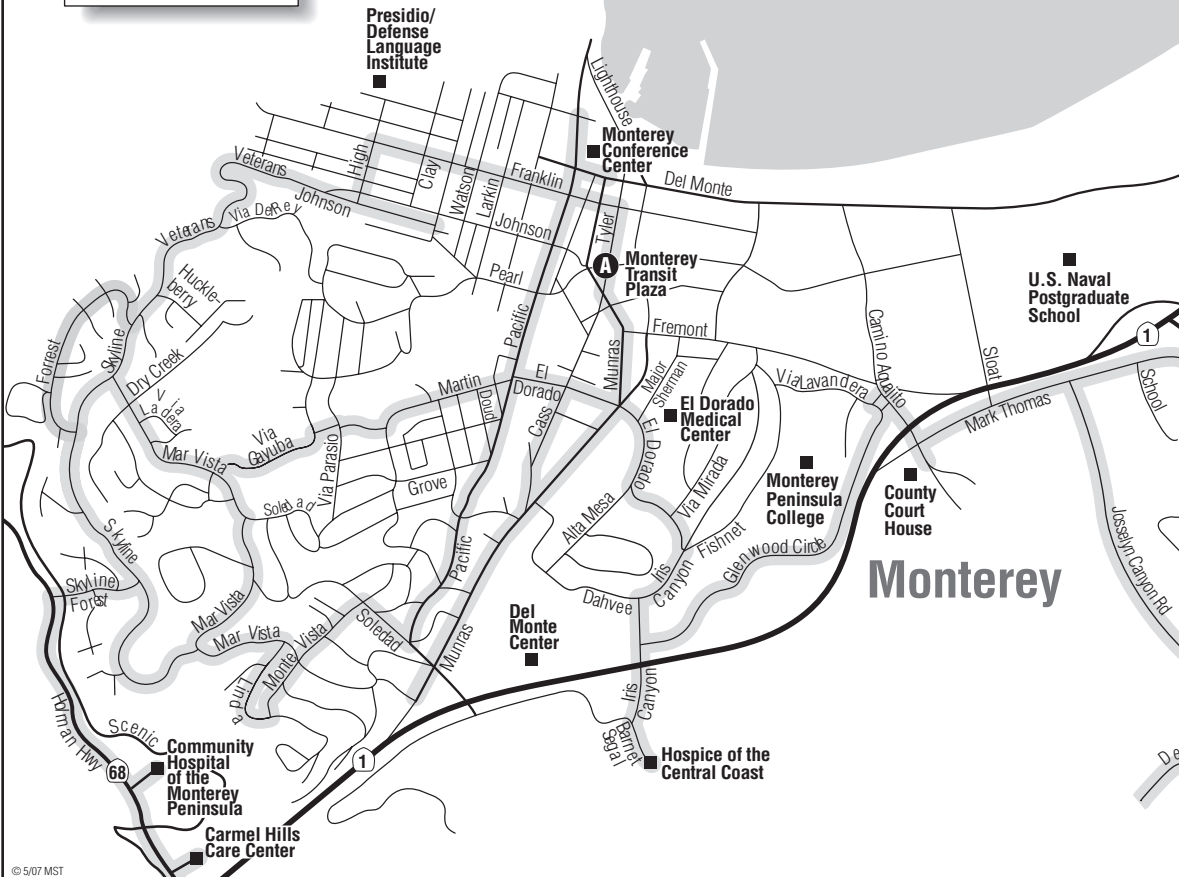 Presidio/
Defense
Language
Institute
Lighthouse
Monterey
Conference
Center
Del Monte
Veterans
High
Clay
Watson
Larkin
Franklin
Johnson
Johnson
Tyler
Via Del Rey
Veterans
Pearl
A
Monterey
Transit
Plaza
U.S. Naval
Postgraduate
School
1
Huckle-
berry
Skyline
Forrest
Dry Creek
Via
Ladera
Pacific
Fremont
Munras
Major
Sherman
Camino Aguajito
Sloat
School
Martin
El
Dorado
Doud
Cass
Via Lavandera
Mark Thomas
El Dorado
Medical
Center
El Dorado
Via
Gayuba
Mar Vista
Via Parasio
Soledad
Grove
Via Mirada
Monterey
Peninsula
College
County
Court
House
Alta Mesa
Fishnet
Glenwood Circle
Josselyn Canyon Rd
Skyline
Skyline
Forest
Pacific
Iris
Canyon
Dahvee
Monterey
Mar Vista
Mar Vista
Monte Vista
Linda
Soledad
Munras
Del
Monte
Center
Iris
Canyon
Barnet
Segal
Hospice of the
Central Coast
Holman Hwy
Scenic
68
1
Community
Hospital
of the
Monterey
Peninsula
Carmel Hills
Care Center
De
© 5/07 MST